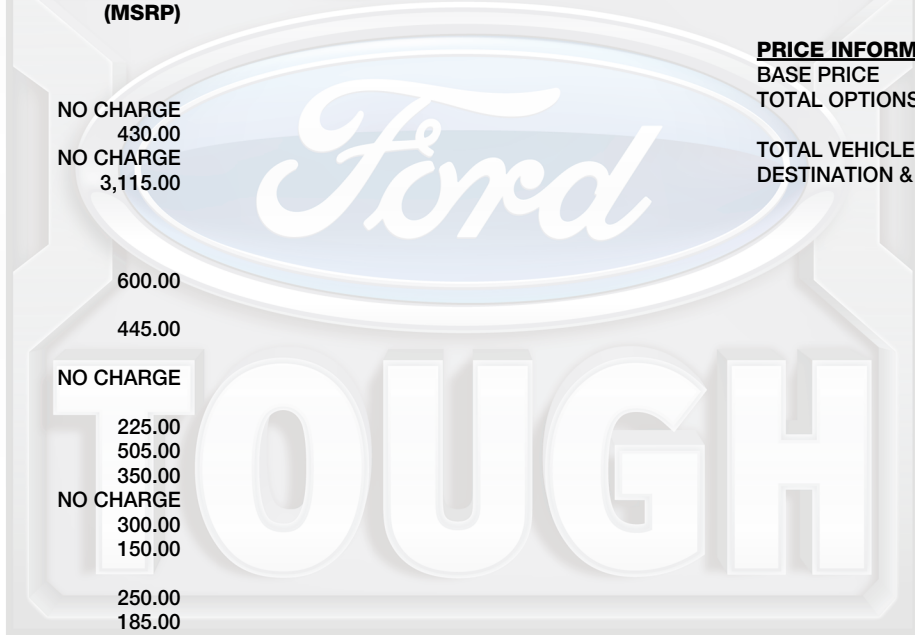 (MSRP)
NO CHARGE
430.00
NO CHARGE
3,115.00
600.00
445.00
NO CHARGE
225.00
505.00
350.00
NO CHARGE
300.00
150.00
250.00
185.00
PRICE INFORM
BASE PRICE
TOTAL OPTIONS
TOTAL VEHICLE
DESTINATION &
Ford
TOUGH